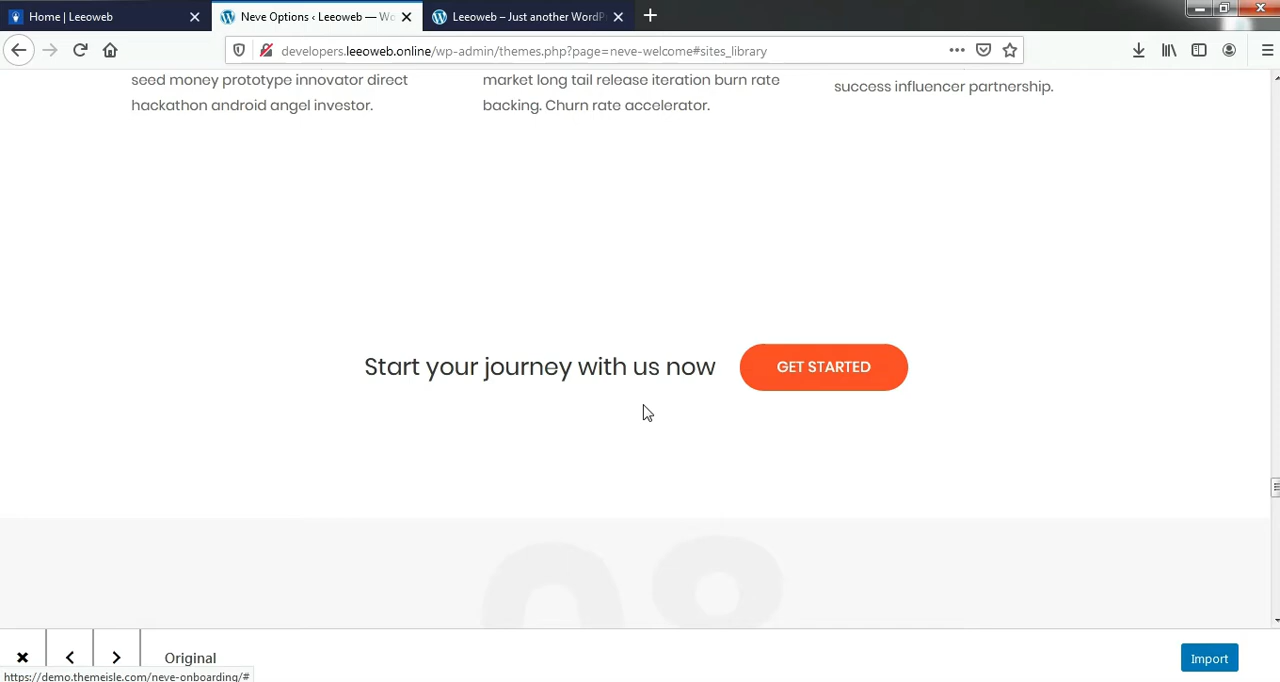 Home | Leeoweb
Neve Options ‹ Leeoweb — Wo
Leeoweb – Just another WordP
developers.leeoweb.online/wp-admin/themes.php?page=neve-welcome#sites_library
seed money prototype innovator direct
hackathon android angel investor.
market long tail release iteration burn rate
backing. Churn rate accelerator.
success influencer partnership.
Start your journey with us now
GET STARTED
08
Original
Import
https://demo.themeisle.com/neve-onboarding/#